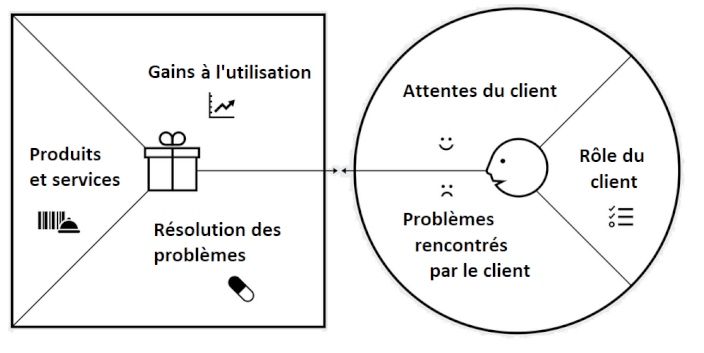 Gains à l'utilisation
Produits
et services
Résolution des
problèmes
Attentes du client
Rôle du
client
Problèmes
rencontrés
par le client